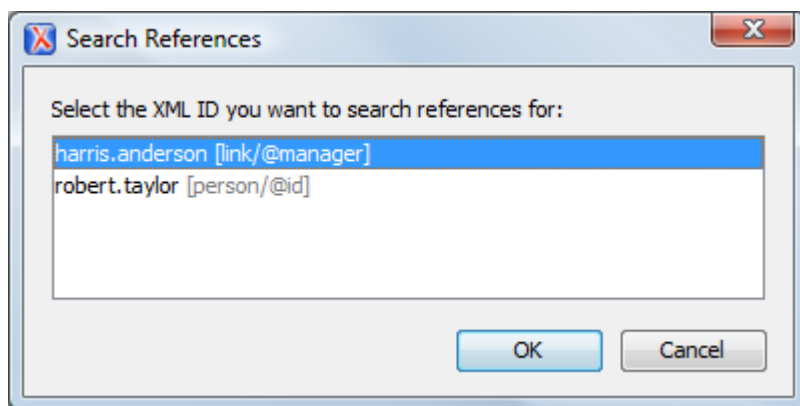 Search References
Select the XML ID you want to search references for:
harris.anderson [link/@manager]
robert.taylor [person/@id]
OK
Cancel